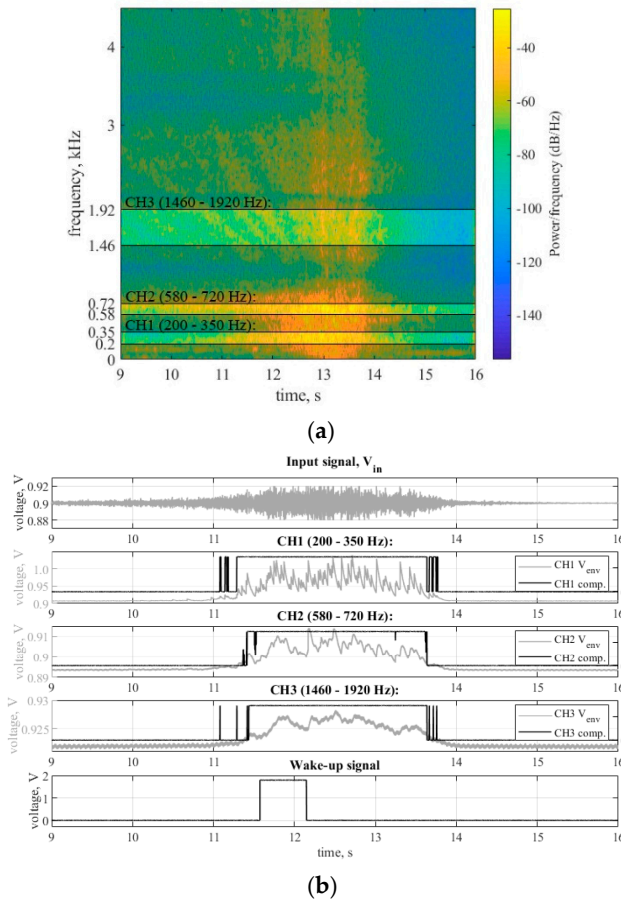 4
3
1.92
1.46
0.72
0.58
0.35
0.2
0
frequency, kHz
CH3 (1460 - 1920 Hz):
CH2 (580 - 720 Hz):
CH1 (200 - 350 Hz):
9 10 11 12 13 14 15 16
time, s
-40
-60
-80
-100
-120
-140
Power/frequency (dB/Hz)
(a)
Input signal, Vin
voltage, V
0.92
0.9
0.88
9 10 11 12 13 14 15 16
CH1 (200 - 350 Hz):
voltage, V
1.0
0.95
0.9
CH1 Venv
CH1 comp.
9 10 11 12 13 14 15 16
CH2 (580 - 720 Hz):
voltage, V
0.91
0.89
CH2 Venv
CH2 comp.
9 10 11 12 13 14 15 16
CH3 (1460 - 1920 Hz):
voltage, V
0.93
0.925
CH3 Venv
CH3 comp.
9 10 11 12 13 14 15 16
Wake-up signal
voltage, V
2
1
0
9 10 11 12 13 14 15 16
time, s
(b)